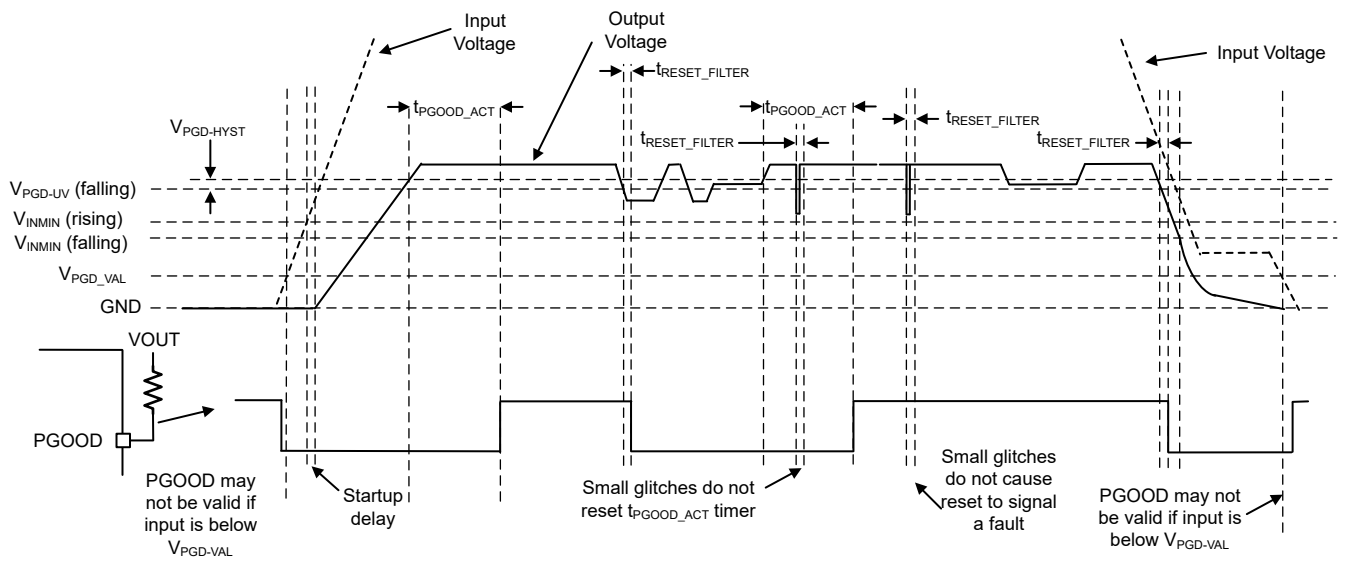 Input
Voltage
Output
Voltage
Input Voltage
tRESET_FILTER
tPGOOD_ACT
tPGOOD_ACT
tRESET_FILTER
tRESET_FILTER
tRESET_FILTER
VPGD-HYST
VPGD-UV (falling)
VINMIN (rising)
VINMIN (falling)
VPGD_VAL
GND
VOUT
PGOOD
PGOOD may
not be valid if
input is below
VPGD-VAL
Startup
delay
Small glitches do not
reset tPGOOD_ACT timer
Small glitches
do not cause
reset to signal
a fault
PGOOD may not
be valid if input is
below VPGD-VAL